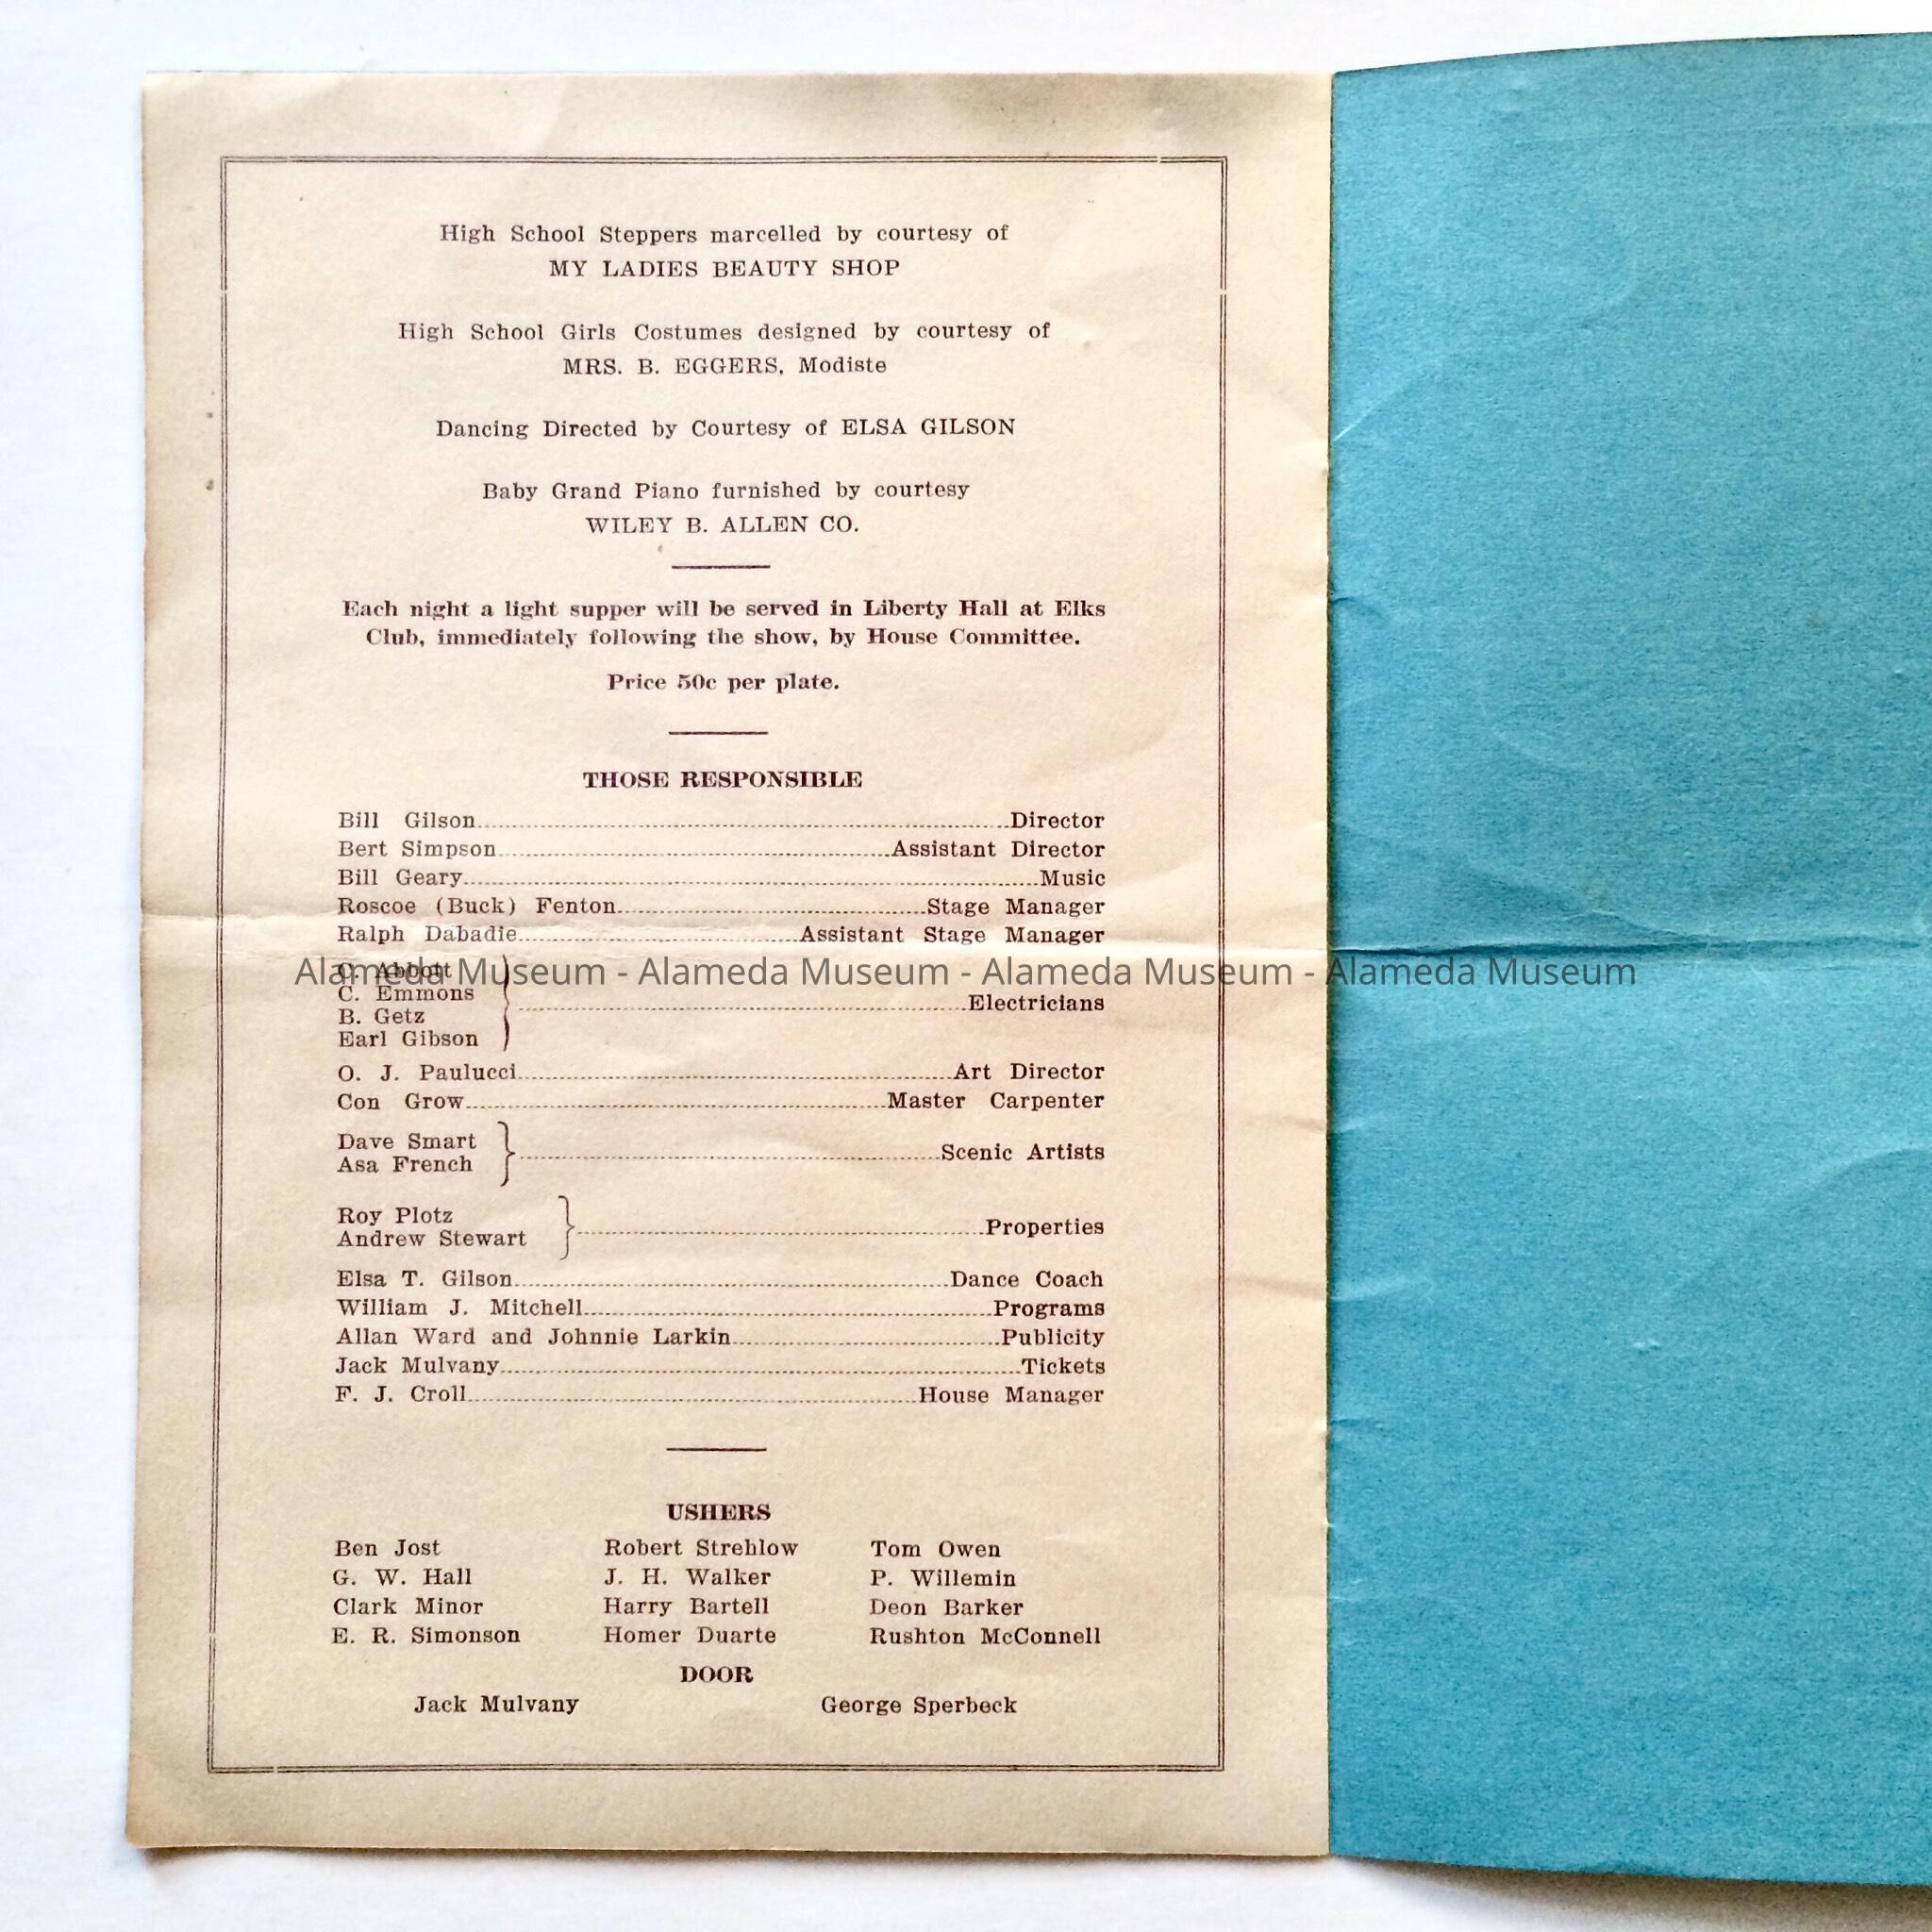 High School Steppers marcelled by courtesy of
MY LADIES BEAUTY SHOP
High School Girls Costumes designed by courtesy of
MRS. B. EGGERS, Modiste
Dancing Directed by Courtesy of ELSA GILSON
Baby Grand Piano furnished by courtesy
WILEY B. ALLEN CO.
Each night a light supper will be served in Liberty Hall at Elks
Club, immediately following the show, by House Committee.
Price 50c per plate.
THOSE RESPONSIBLE
Bill Gilson Director
Bert Simpson Assistant Director
Bill Geary Music
Roscoe (Buck) Fenton Stage Manager
Ralph Dabadie Assistant Stage Manager
C. Abbott
Alameda Museum - Alameda Museum - Alameda Museum - Alameda Museum
C. Emmons
Electricians
B. Getz
Earl Gibson
O. J. Paulucci Art Director
Con Grow Master Carpenter
Dave Smart
Scenic Artists
Asa French
Roy Plotz
Properties
Andrew Stewart
Elsa T. Gilson Dance Coach
William J. Mitchell Programs
Allan Ward and Johnnie Larkin Publicity
Jack Mulvany Tickets
F. J. Croll House Manager
USHERS
Ben Jost Robert Strehlow Tom Owen
G. W. Hall J. H. Walker P. Willemin
Clark Minor Harry Bartell Deon Barker
E. R. Simonson Homer Duarte Rushton McConnell
DOOR
Jack Mulvany George Sperbeck